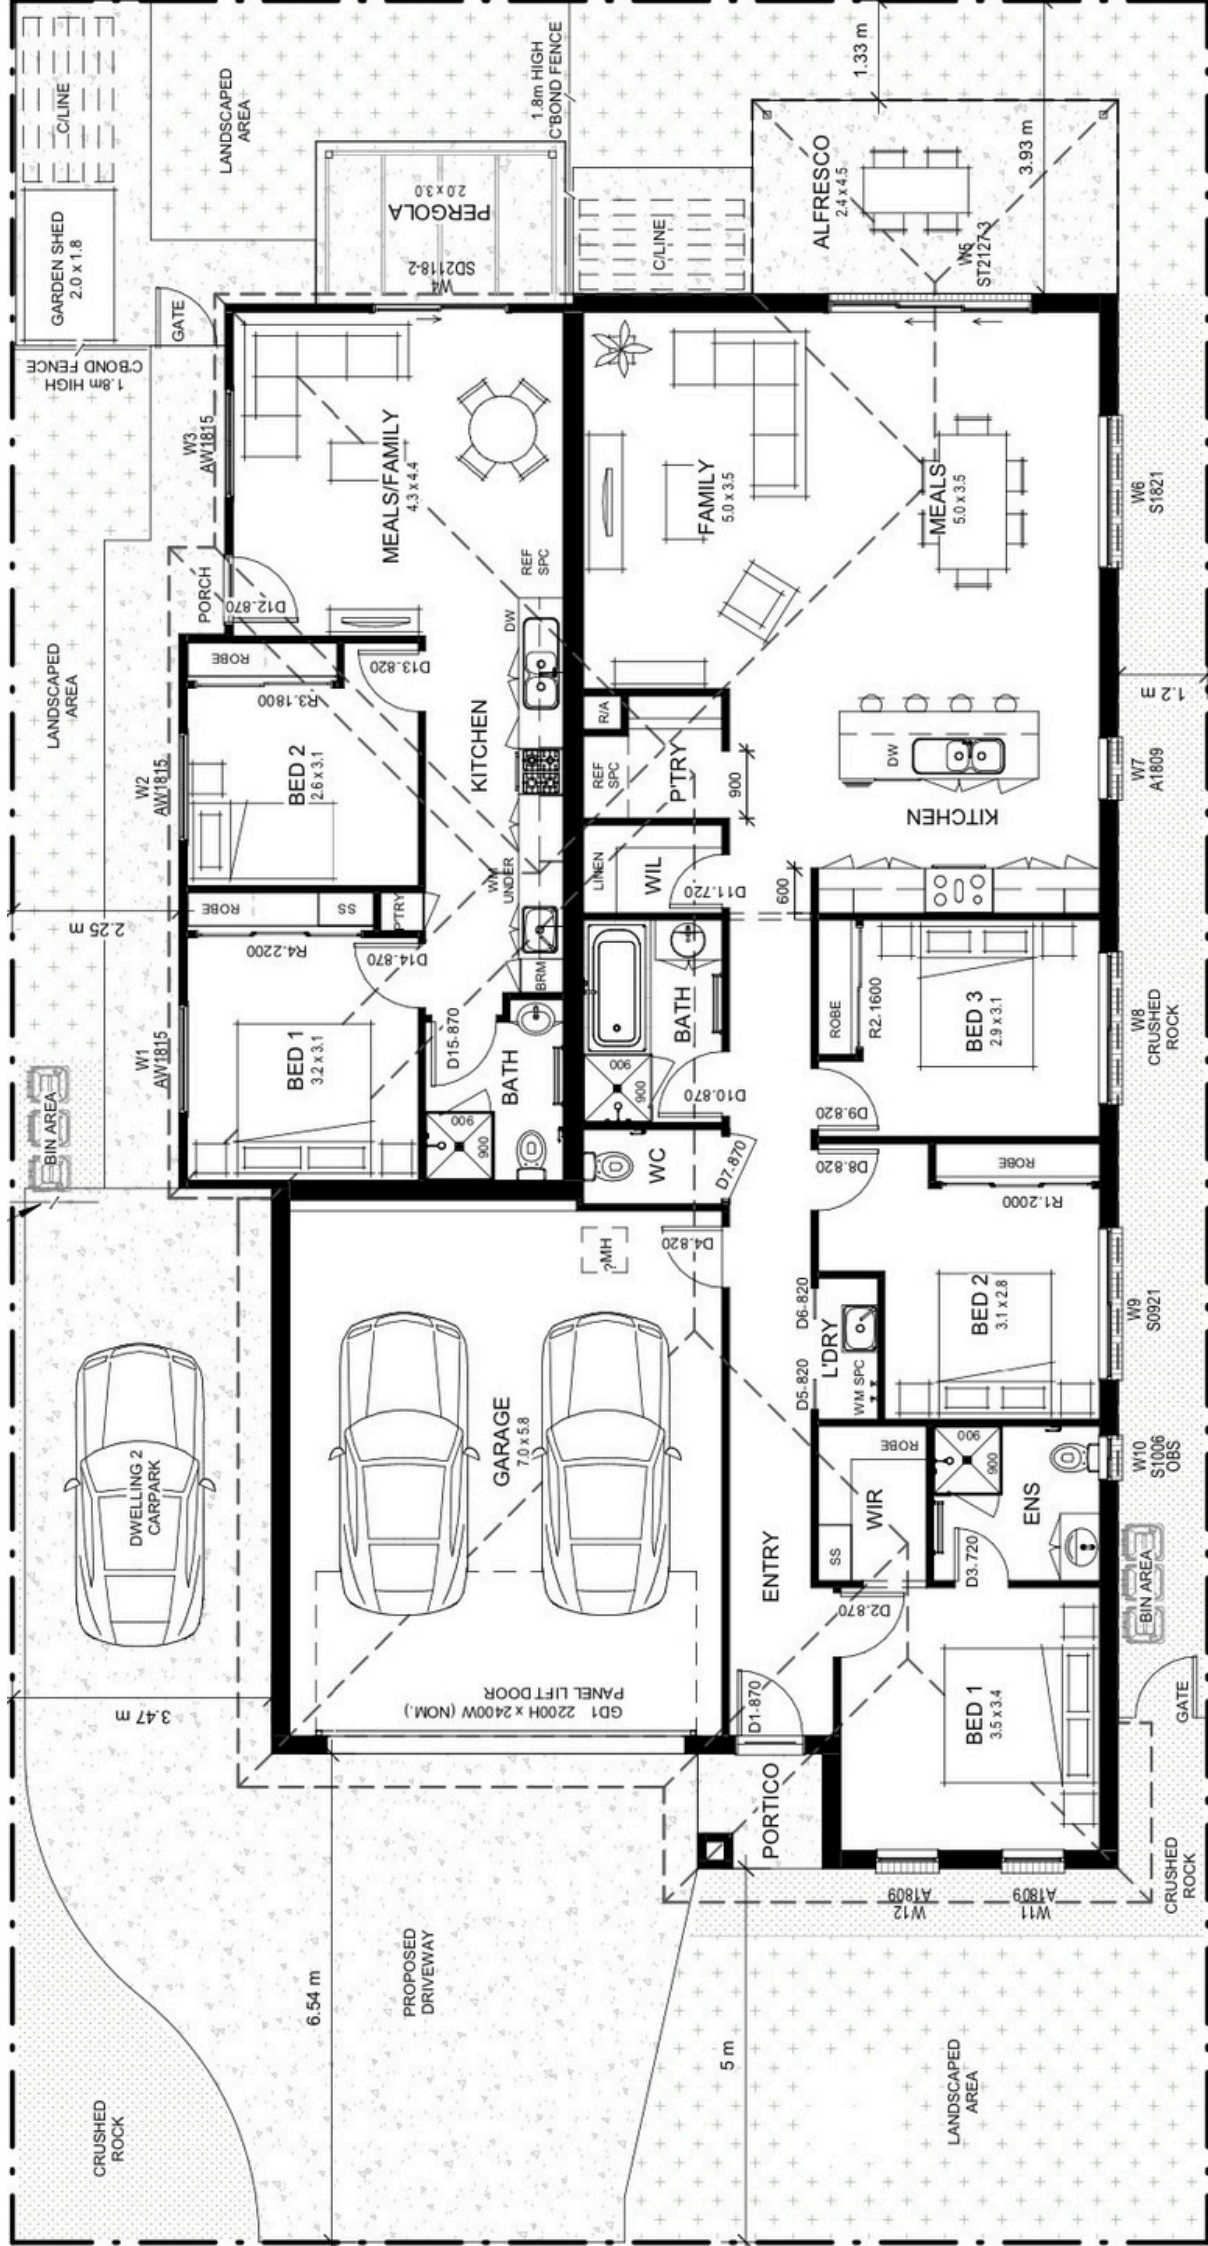 C/LINE
LANDSCAPED
AREA
1.8m HIGH
C'BOND FENCE
1.33 m
3.93 m
GARDEN SHED
2.0 x 1.8
GATE
1.8m HIGH
C'BOND FENCE
PERGOLA
2.0 x 3.0
W4
SD2118-2
C/LINE
ALFRESCO
2.4 x 4.5
W5
ST2127-3
W3
AW1815
MEALS/FAMILY
4.3 x 4.4
PORCH
D12.870
REF
SPC
DW
FAMILY
5.0 x 3.5
MEALS
5.0 x 3.5
W6
S1821
LANDSCAPED
AREA
ROBE
R3.1800
D13.820
W2
AW1815
BED 2
2.6 x 3.1
KITCHEN
R/A
REF
SPC
P'TRY
900
DW
KITCHEN
W7
A1809
1.2 m
2.25 m
ROBE
SS
P'TRY
R4.2200
D14.870
UNDER
BRM
LINEN
WIL
D11.720
600
W1
AW1815
BED 1
3.2 x 3.1
D15-870
BATH
900
900
BATH
900
900
D10.870
ROBE
R2.1600
BED 3
2.9 x 3.1
D9.820
W8
CRUSHED
ROCK
BIN AREA
WC
D7.870
D8.820
ROBE
R1.2000
D4.820
DWELLING 2
CARPARK
GARAGE
7.0 x 5.8
D6-820
D5-820
L'DRY
WM SPC
BED 2
3.1 x 2.8
W9
S0921
ENTRY
WIR
ROBE
SS
900
900
ENS
D3.720
W10
S1006
OBS
BIN AREA
3.47 m
GD1 2200H x 2400W (NOM.)
PANEL LIFT DOOR
D1-870
D2.870
BED 1
3.5 x 3.4
GATE
PORTICO
W12
A1809
W11
A1809
CRUSHED
ROCK
6.54 m
PROPOSED
DRIVEWAY
5 m
CRUSHED
ROCK
LANDSCAPED
AREA